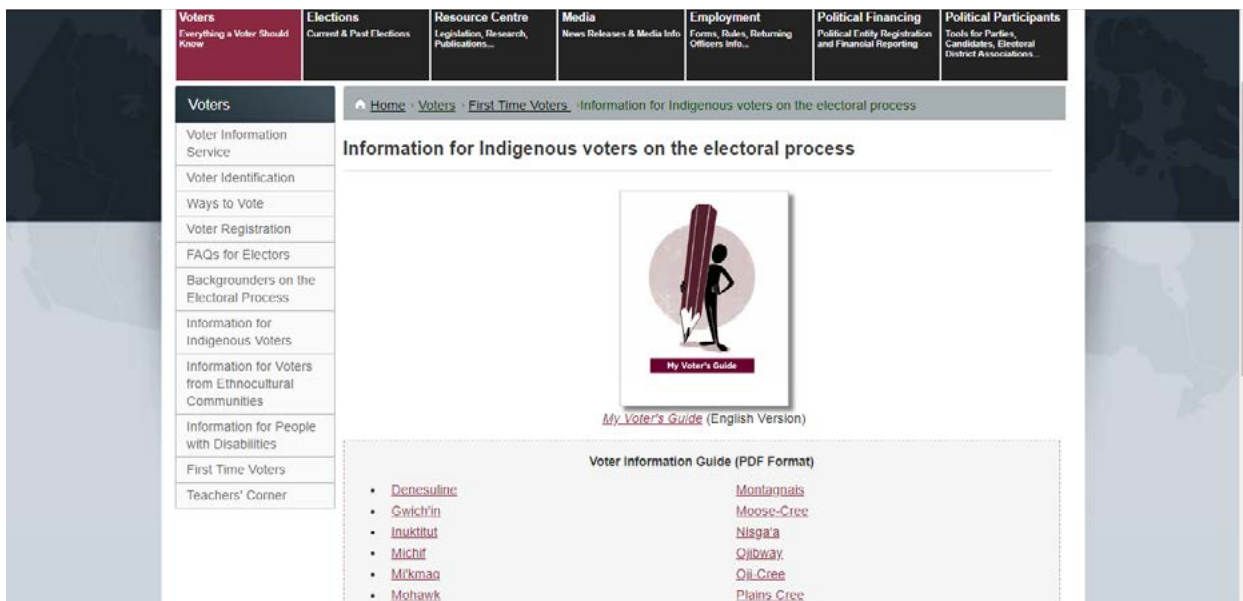 Voters
Everything a Voter Should
Know
Elections
Current & Past Elections
Resource Centre
Legislation, Research,
Publications...
Media
News Releases & Media Info
Employment
Forms, Rules, Returning
Officers Info...
Political Financing
Political Entity Registration
and Financial Reporting
Political Participants
Tools for Parties,
Candidates, Electoral
District Associations...
Voters
Voter Information
Service
Voter Identification
Ways to Vote
Voter Registration
FAQs for Electors
Backgrounders on the
Electoral Process
Information for
Indigenous Voters
Information for Voters
from Ethnocultural
Communities
Information for People
with Disabilities
First Time Voters
Teachers' Corner
Home › Voters › First Time Voters › Information for Indigenous voters on the electoral process
Information for Indigenous voters on the electoral process
My Voter's Guide
My Voter's Guide (English Version)
Voter Information Guide (PDF Format)
• Denesuline
• Gwich'in
• Inuktitut
• Michif
• Mi'kmaq
• Mohawk
Montagnais
Moose-Cree
Nisga'a
Ojibway
Oji-Cree
Plains Cree